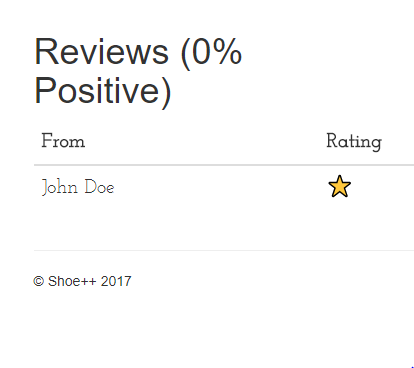 Reviews (0%
Positive)
From Rating
John Doe
© Shoe++ 2017